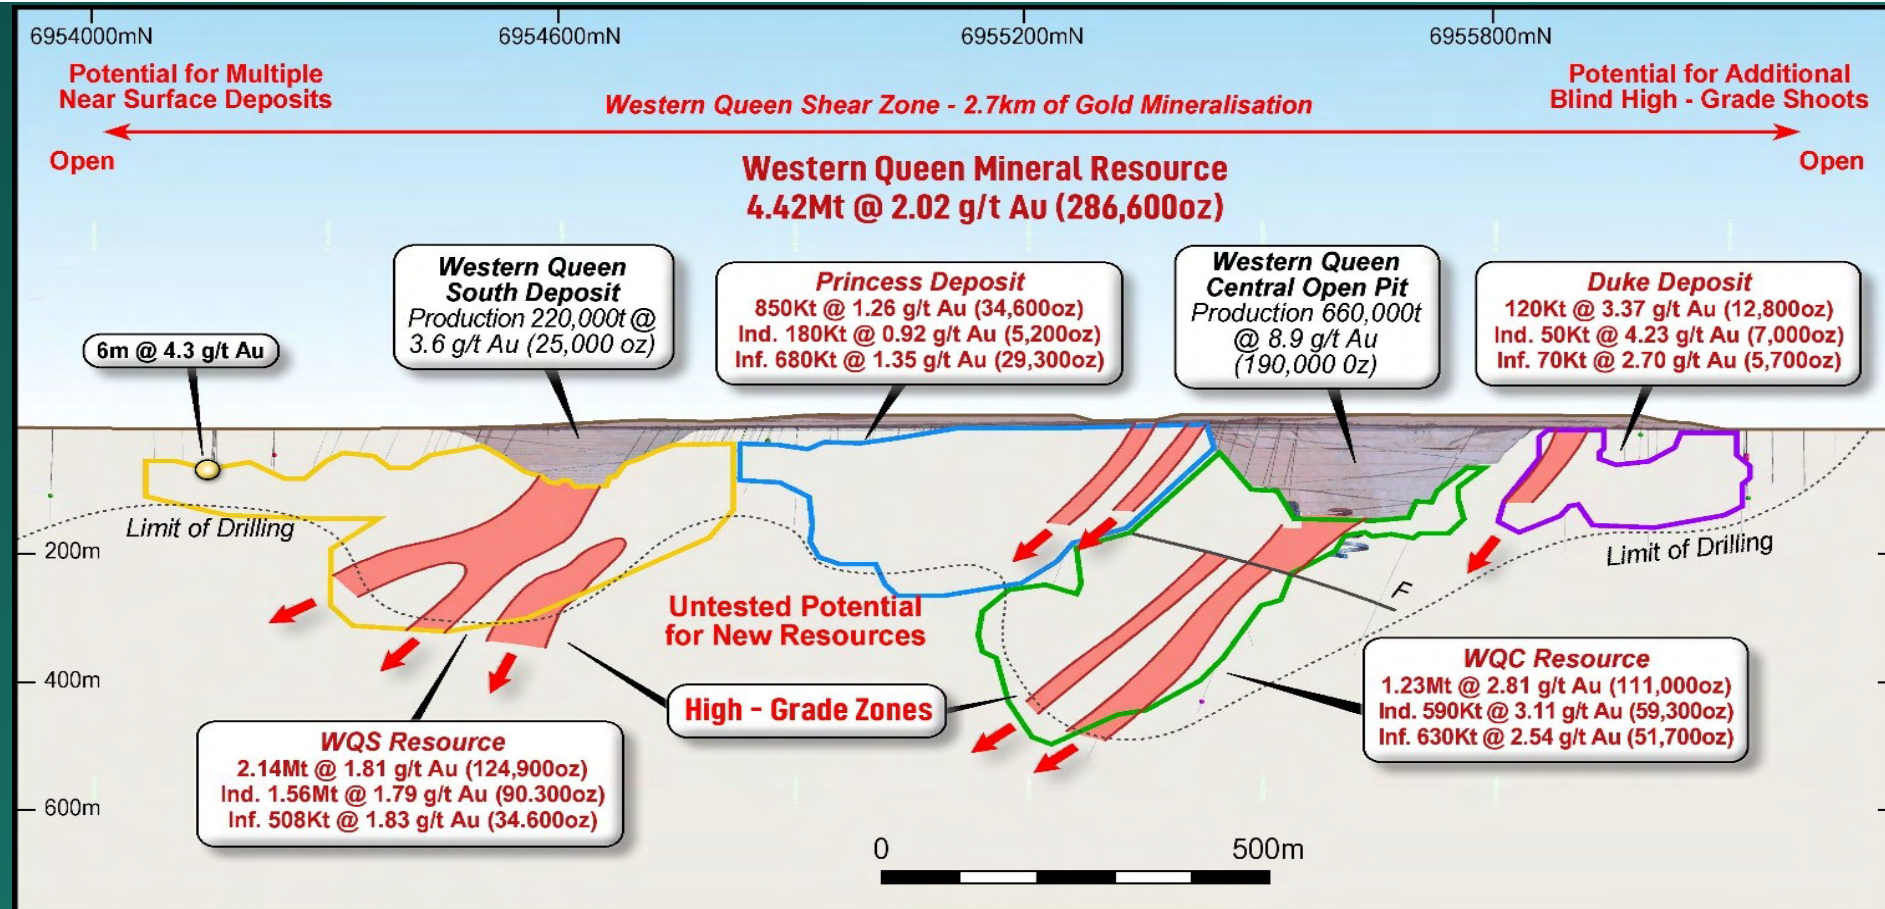 6954000mN
6954600mN
6955200mN
6955800mN
Potential for Multiple
Near Surface Deposits
Western Queen Shear Zone - 2.7km of Gold Mineralisation
Potential for Additional
Blind High - Grade Shoots
Open
Open
Western Queen Mineral Resource
4.42Mt @ 2.02 g/t Au (286,600oz)
6m @ 4.3 g/t Au
Western Queen
South Deposit
Production 220,000t @
3.6 g/t Au (25,000 oz)
Princess Deposit
850Kt @ 1.26 g/t Au (34,600oz)
Ind. 180Kt @ 0.92 g/t Au (5,200oz)
Inf. 680Kt @ 1.35 g/t Au (29,300oz)
Western Queen
Central Open Pit
Production 660,000t
@ 8.9 g/t Au
(190,000 0z)
Duke Deposit
120Kt @ 3.37 g/t Au (12,800oz)
Ind. 50Kt @ 4.23 g/t Au (7,000oz)
Inf. 70Kt @ 2.70 g/t Au (5,700oz)
Limit of Drilling
Limit of Drilling
200m
400m
600m
F
Untested Potential
for New Resources
High - Grade Zones
WQS Resource
2.14Mt @ 1.81 g/t Au (124,900oz)
Ind. 1.56Mt @ 1.79 g/t Au (90.300oz)
Inf. 508Kt @ 1.83 g/t Au (34.600oz)
WQC Resource
1.23Mt @ 2.81 g/t Au (111,000oz)
Ind. 590Kt @ 3.11 g/t Au (59,300oz)
Inf. 630Kt @ 2.54 g/t Au (51,700oz)
0 500m